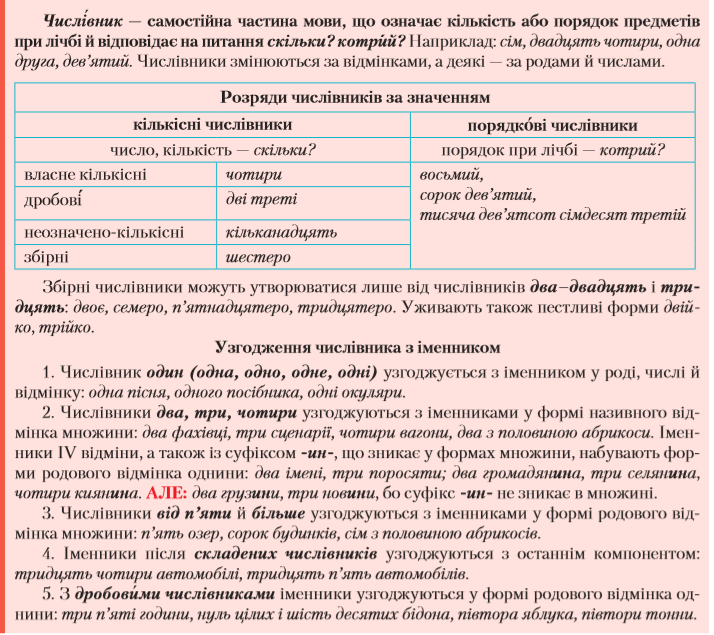 Числі́вник — самостійна частина мови, що означає кількість або порядок предметів
при лічбі й відповідає на питання скільки? котри́й? Наприклад: сім, двадцять чотири, одна
друга, дев’ятий. Числівники змінюються за відмінками, а деякі — за родами й числами.
Розряди числівників за значенням
кількісні числівники порядко́ві числівники
число, кількість — скільки? порядок при лічбі — котрий?
власне кількісні чотири восьмий,
дробові́ дві треті сорок дев’ятий,
тисяча дев’ятсот сімдесят третій
неозначено-кількісні кільканадцять
збірні шестеро
Збірні числівники можуть утворюватися лише від числівників два–двадцять і три-
дцять: двоє, семеро, п’ятнадцятеро, тридцятеро. Уживають також пестливі форми двій-
ко, трійко.
Узгодження числівника з іменником
1. Числівник один (одна, одно, одне, одні) узгоджується з іменником у роді, числі й
відмінку: одна пісня, одного посібника, одні окуляри.
2. Числівники два, три, чотири узгоджуються з іменниками у формі називного від-
мінка множини: два фахівці, три сценарії, чотири вагони, два з половиною абрикоси. Імен-
ники IV відміни, а також із суфіксом -ин-, що зникає у формах множини, набувають фор-
ми родового відмінка однини: два імені, три поросяти; два громадянина, три селянина,
чотири киянина. АЛЕ: два грузини, три новини, бо суфікс -ин- не зникає в множині.
3. Числівники від п’яти й більше узгоджуються з іменниками у формі родового від-
мінка множини: п’ять озер, сорок будинків, сім з половиною абрикосів.
4. Іменники після складених числівників узгоджуються з останнім компонентом:
тридцять чотири автомобілі, тридцять п’ять автомобілів.
5. З дробови́ми числівниками іменники узгоджуються у формі родового відмінка од-
нини: три п’яті години, нуль цілих і шість десятих бідона, півтора яблука, півтори тонни.